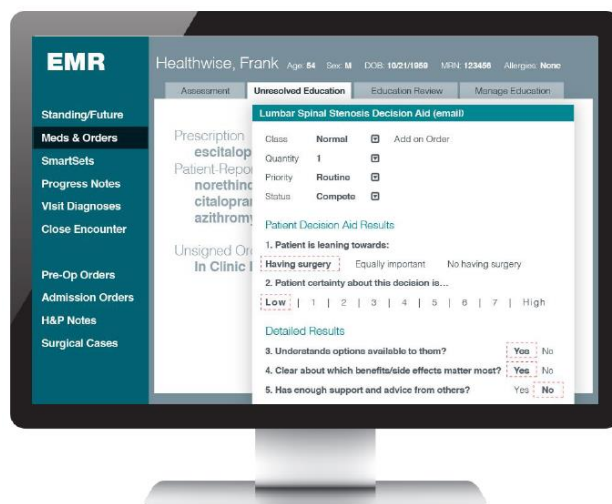 EMR
Healthwise, Frank Age: 64 Sex: M DOB: 10/21/1959 MRN: 123456 Allergies: None
Assessment Unresolved Education Education Review Manage Education
Standing/Future
Meds & Orders
SmartSets
Progress Notes
Visit Diagnoses
Close Encounter
Pre-Op Orders
Admission Orders
H&P Notes
Surgical Cases
Prescription
escitalop
Patient-Repo
norethinc
citalopra
azithromy
Unsigned Or
In Clinic
Lumbar Spinal Stenosis Decision Aid (email)
Class Normal Add on Order
Quantity 1
Priority Routine
Status Compete
Patient Decision Aid Results
1. Patient is leaning towards:
Having surgery Equally important No having surgery
2. Patient certainty about this decision is...
Low | 1 | 2 | 3 | 4 | 5 | 6 | 7 | High
Detailed Results
3. Understands options available to them? Yes No
4. Clear about which benefits/side effects matter most? Yes No
5. Has enough support and advice from others? Yes No